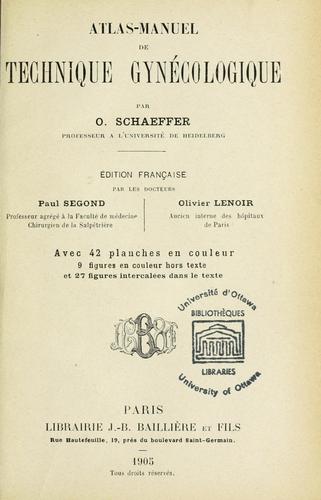 ATLAS-MANUEL
DE
TECHNIQUE GYNÉCOLOGIQUE
PAR
O. SCHAEFFER
PROFESSEUR A L'UNIVERSITÉ DE HEIDELBERG
ÉDITION FRANÇAISE
PAR LES DOCTEURS
Paul SEGOND
Professeur agrégé à la Faculté de médecine
Chirurgien de la Salpêtrière
Olivier LENOIR
Ancien interne des hôpitaux
de Paris
Avec 42 planches en couleur
9 figures en couleur hors texte
et 27 figures intercalées dans le texte
Université d'Ottawa
BIBLIOTHÈQUES
LIBRARIES
University of Ottawa
PARIS
LIBRAIRIE J.-B. BAILLIÈRE ET FILS
Rue Hautefeuille, 19, près du boulevard Saint-Germain.
1905
Tous droits réservés.